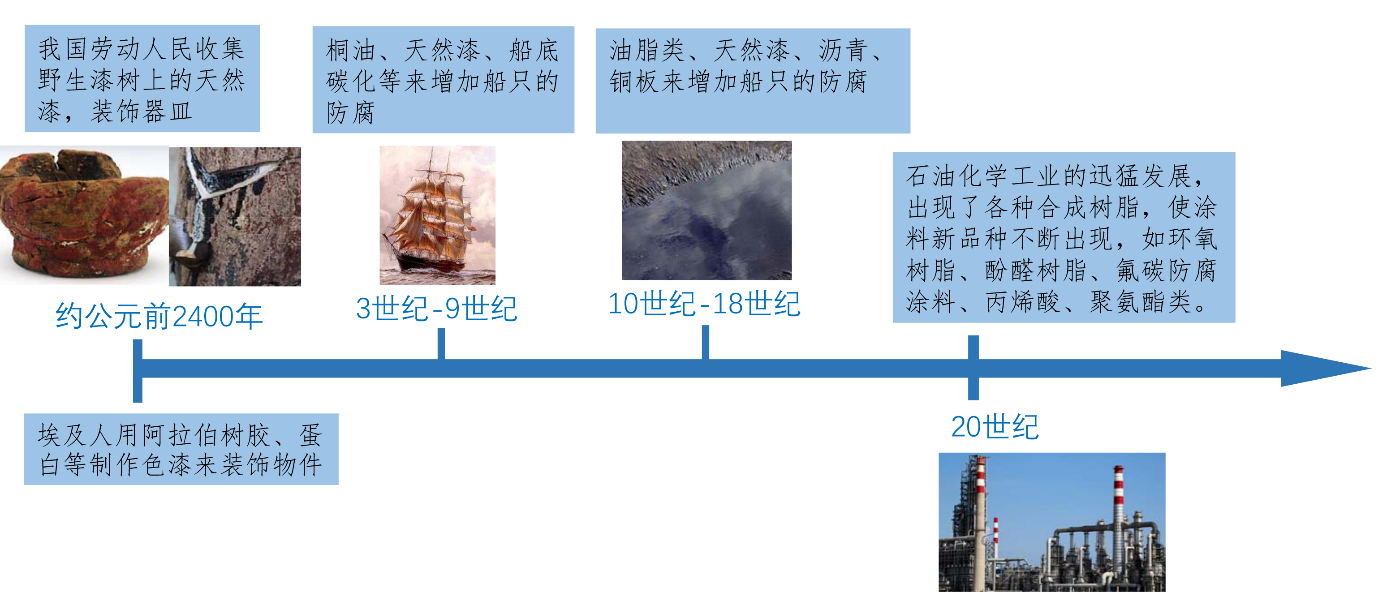 我国劳动人民收集
野生漆树上的天然
漆，装饰器皿
桐油、天然漆、船底
碳化等来增加船只的
防腐
油脂类、天然漆、沥青、
铜板来增加船只的防腐
石油化学工业的迅猛发展，
出现了各种合成树脂，使涂
料新品种不断出现，如环氧
树脂、酚醛树脂、氟碳防腐
涂料、丙烯酸、聚氨酯类。
约公元前2400年
3世纪-9世纪
10世纪-18世纪
埃及人用阿拉伯树胶、蛋
白等制作色漆来装饰物件
20世纪